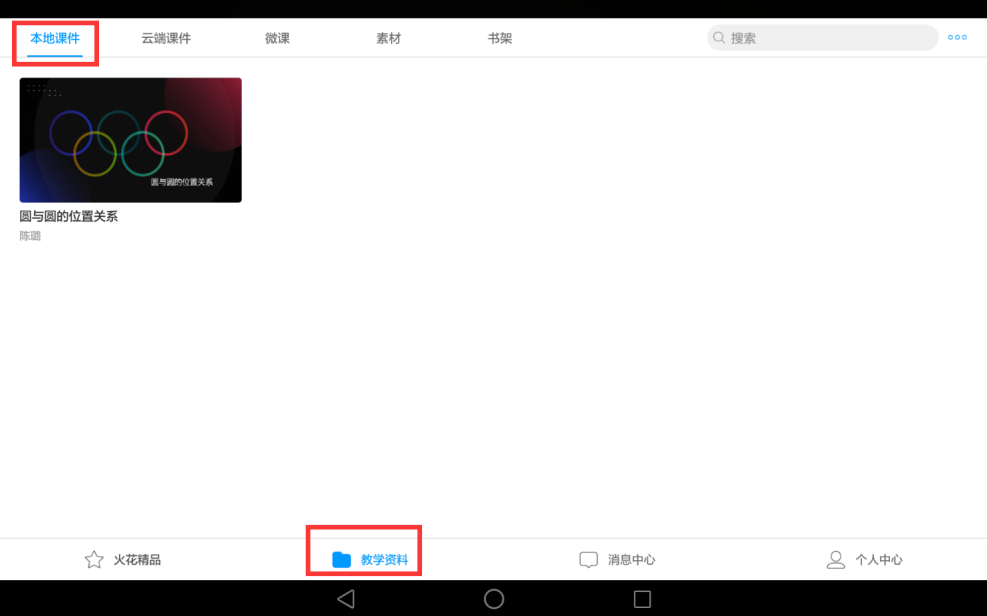 本地课件
云端课件
微课
素材
书架
搜索
圆与圆的位置关系
圆与圆的位置关系
陈璐
火花精品
教学资料
消息中心
个人中心